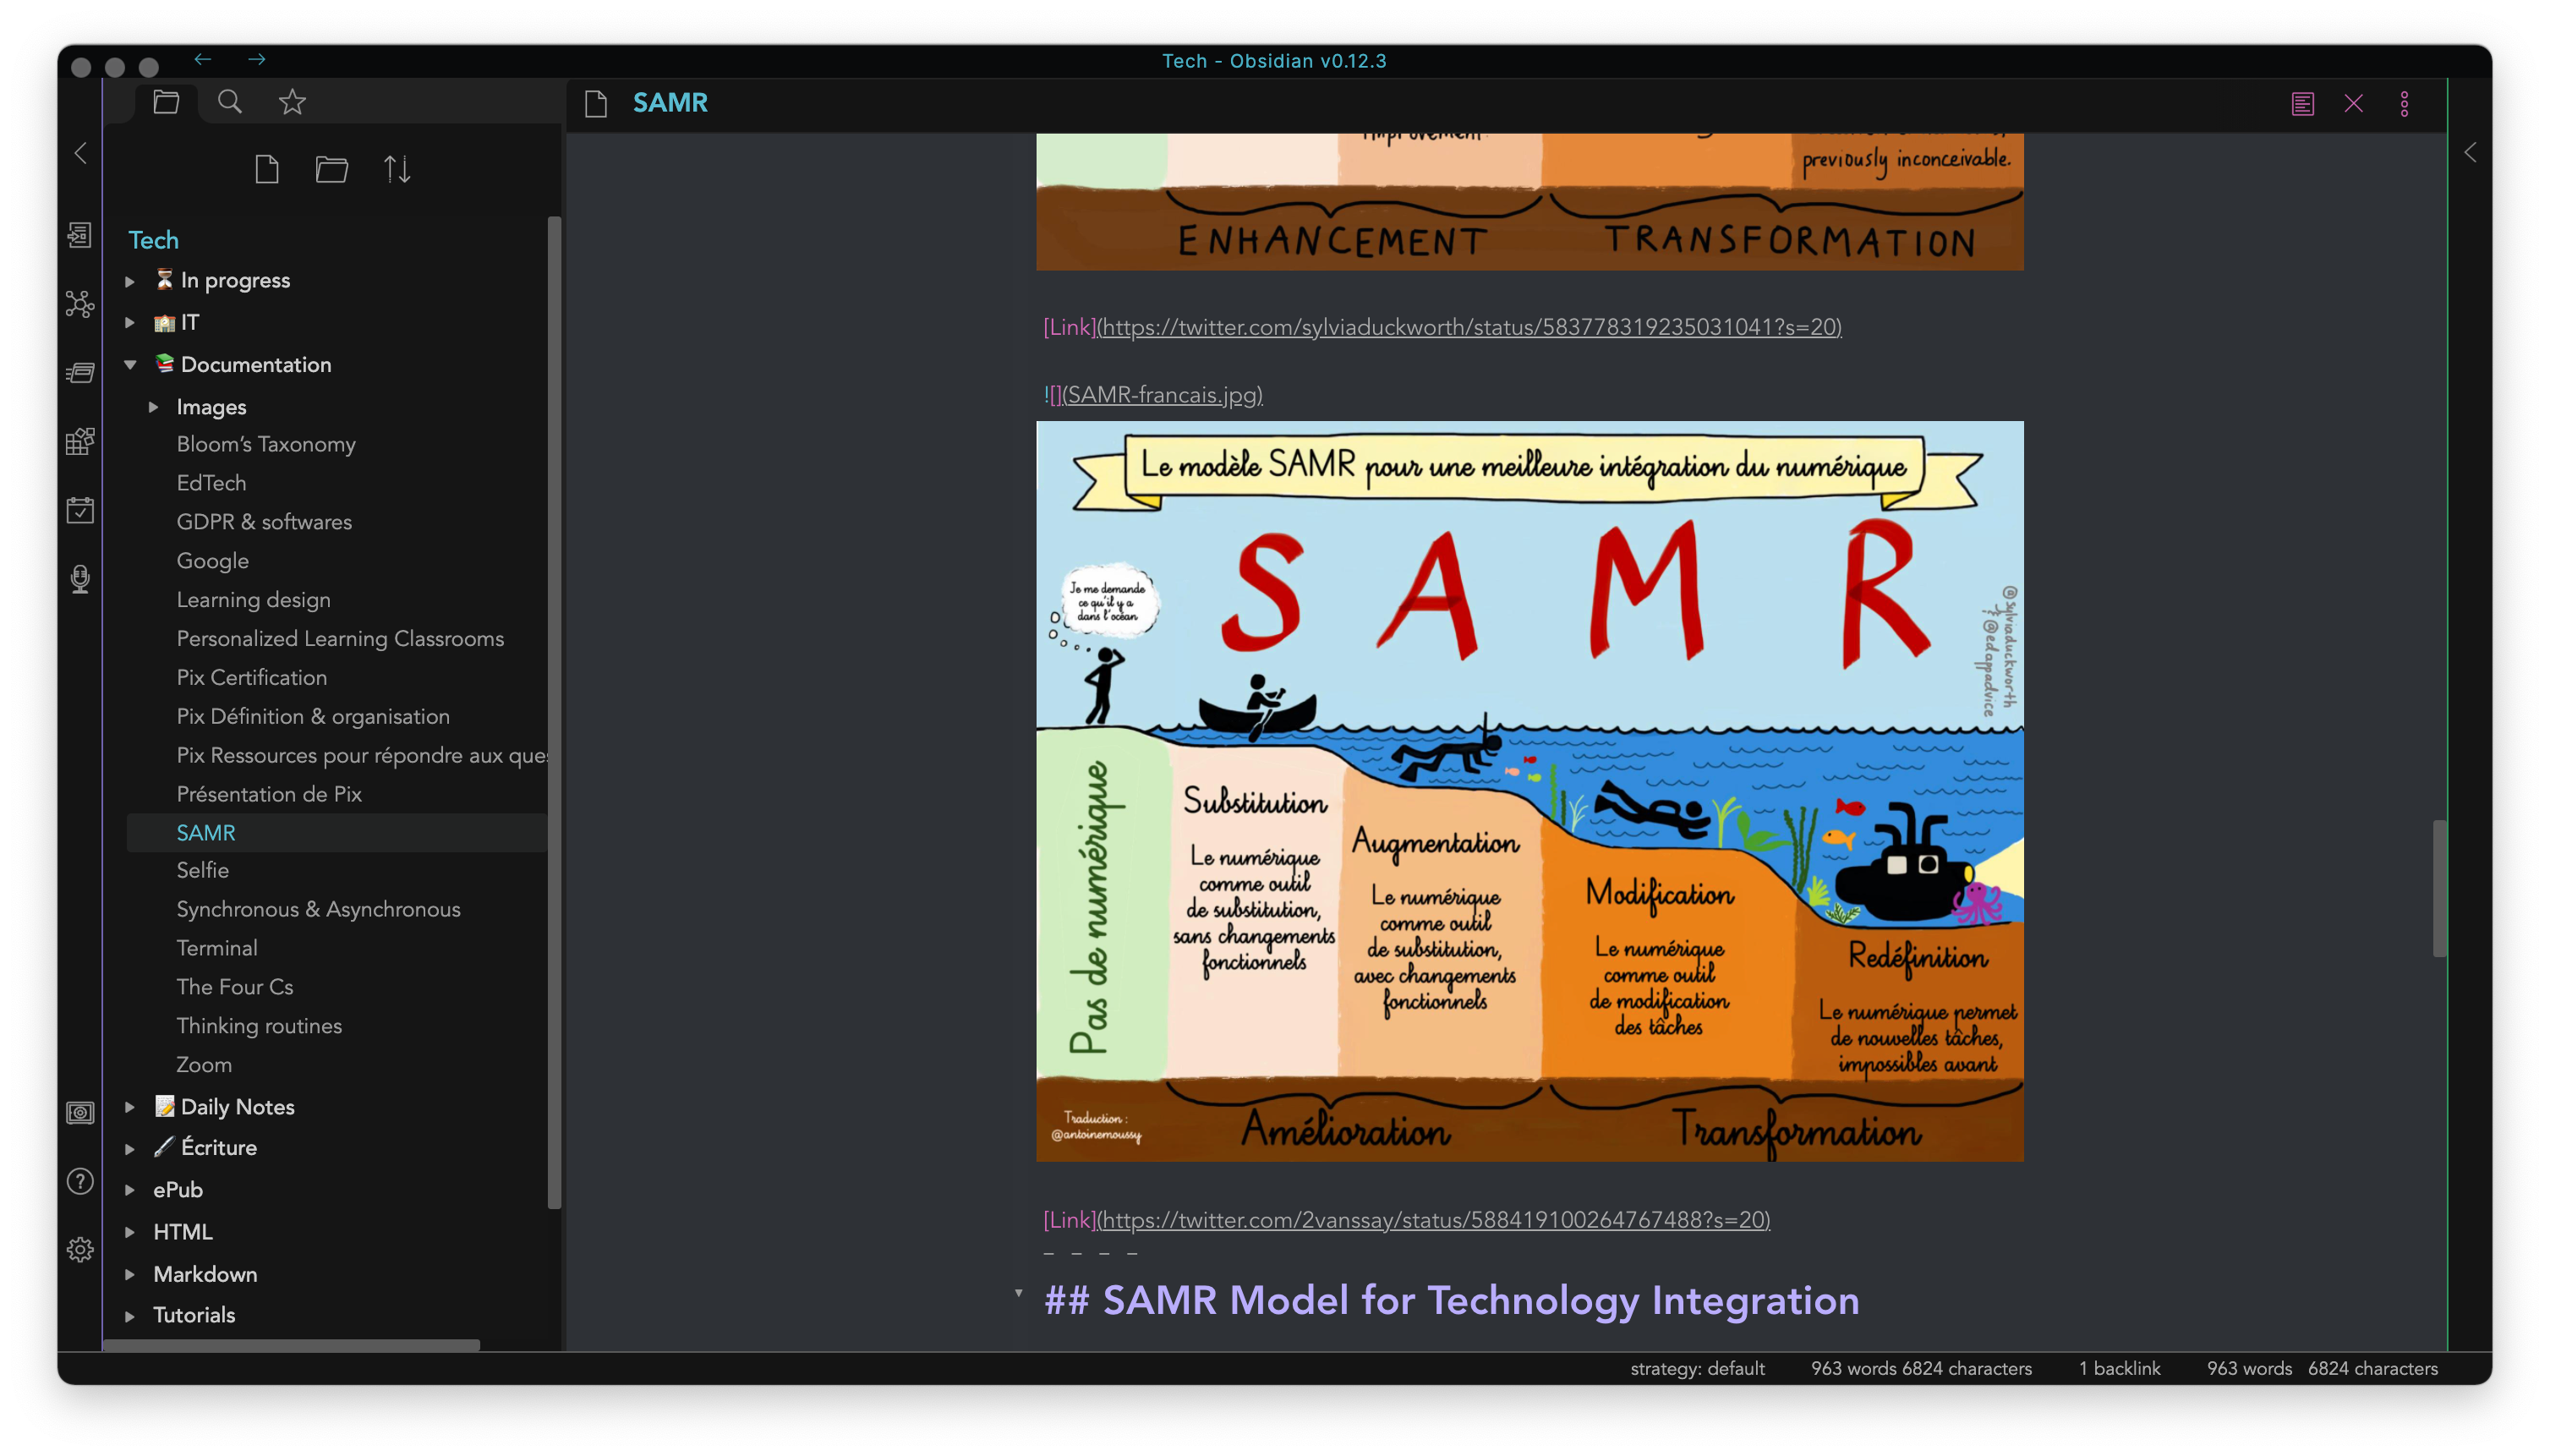 Tech - Obsidian v0.12.3
SAMR
Tech
In progress
IT
Documentation
Images
Bloom’s Taxonomy
EdTech
GDPR & softwares
Google
Learning design
Personalized Learning Classrooms
Pix Certification
Pix Définition & organisation
Pix Ressources pour répondre aux ques
Présentation de Pix
SAMR
Selfie
Synchronous & Asynchronous
Terminal
The Four Cs
Thinking routines
Zoom
Daily Notes
Écriture
ePub
HTML
Markdown
Tutorials
previously inconceivable.
ENHANCEMENT
TRANSFORMATION
[Link](https://twitter.com/sylviaduckworth/status/583778319235031041?s=20)
![](SAMR-francais.jpg)
Le modèle SAMR pour une meilleure intégration du numérique
S A M R
Je me demande
ce qu'il y a
dans l'océan
@sylviaduckworth
@edappadvice
Pas de numérique
Substitution
Le numérique
comme outil
de substitution,
sans changements
fonctionnels
Augmentation
Le numérique
comme outil
de substitution,
avec changements
fonctionnels
Modification
Le numérique
comme outil
de modification
des tâches
Redéfinition
Le numérique permet
de nouvelles tâches,
impossibles avant
Traduction :
@antoinemoussy
Amélioration
Transformation
[Link](https://twitter.com/2vanssay/status/588419100264767488?s=20)
- - - -
## SAMR Model for Technology Integration
strategy: default
963 words 6824 characters
1 backlink
963 words
6824 characters